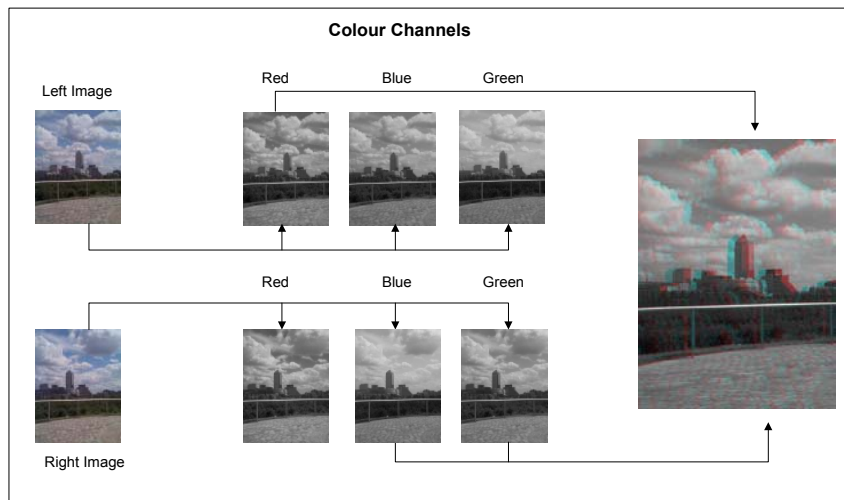 Colour Channels
Red Blue Green
Left Image
Red Blue Green
Right Image